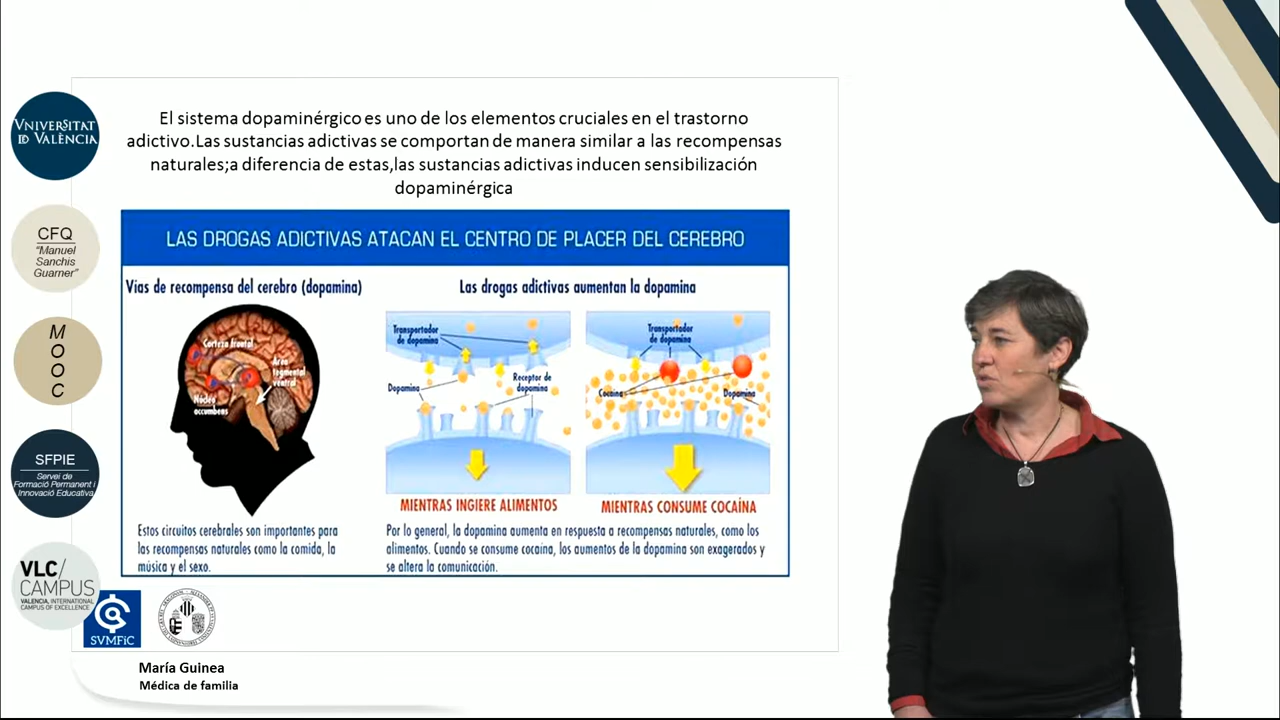 El sistema dopaminérgico es uno de los elementos cruciales en el trastorno
adictivo.Las sustancias adictivas se comportan de manera similar a las recompensas
naturales;a diferencia de estas,las sustancias adictivas inducen sensibilización
dopaminérgica
VNIVERSITAT
D VALÈNCIA
CFQ
"Manuel
Sanchis
Guarner"
M
O
O
C
SFPIE
Servei de
Formació Permanent i
Innovació Educativa
VLC/
CAMPUS
VALENCIA, INTERNATIONAL
CAMPUS OF EXCELLENCE
LAS DROGAS ADICTIVAS ATACAN EL CENTRO DE PLACER DEL CEREBRO
Vías de recompensa del cerebro (dopamina)
Corteza frontal
Area
tegmental
ventral
Núcleo
accumbens
Estos circuitos cerebrales son importantes para
las recompensas naturales como la comida, la
música y el sexo.
Las drogas adictivas aumentan la dopamina
Transportador
de dopamina
Dopamina
Receptor de
dopamina
MIENTRAS INGIERE ALIMENTOS
Transportador
de dopamina
Cocaína
Dopamina
MIENTRAS CONSUME COCAÍNA
Por lo general, la dopamina aumenta en respuesta a recompensas naturales, como los
alimentos. Cuando se consume cocaína, los aumentos de la dopamina son exagerados y
se altera la comunicación.
SVMFiC
María Guinea
Médica de familia